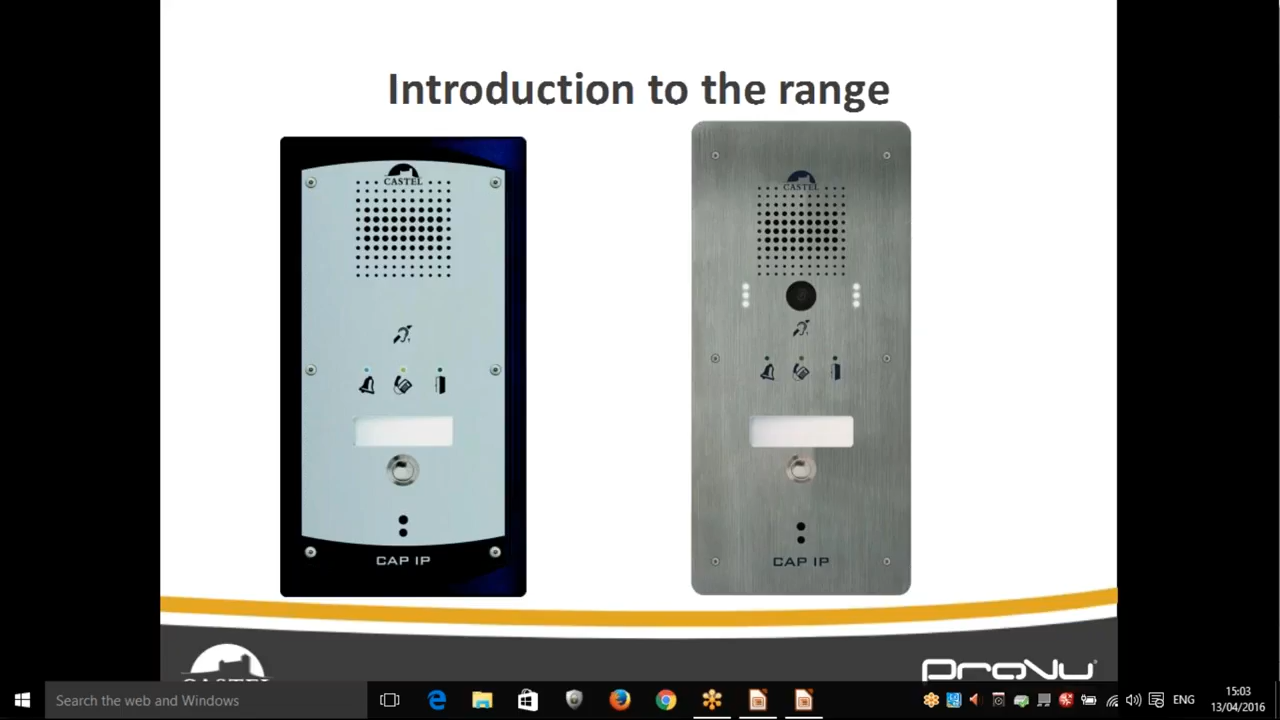 Introduction to the range
CASTEL
CASTEL
CAP IP
CAP IP
CASTEL
ProVu
Search the web and Windows
ENG
15:03
13/04/2016